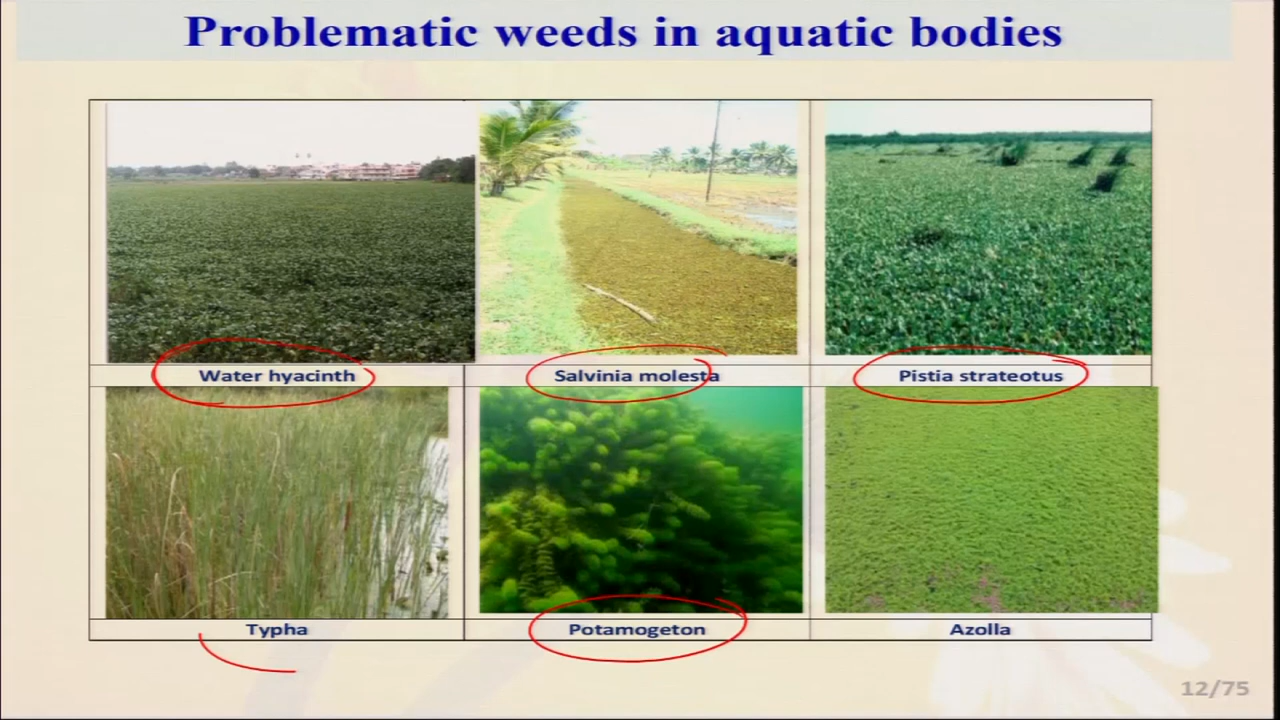 Problematic weeds in aquatic bodies
Water hyacinth
Salvinia molesta
Pistia strateotus
Typha
Potamogeton
Azolla
12/75